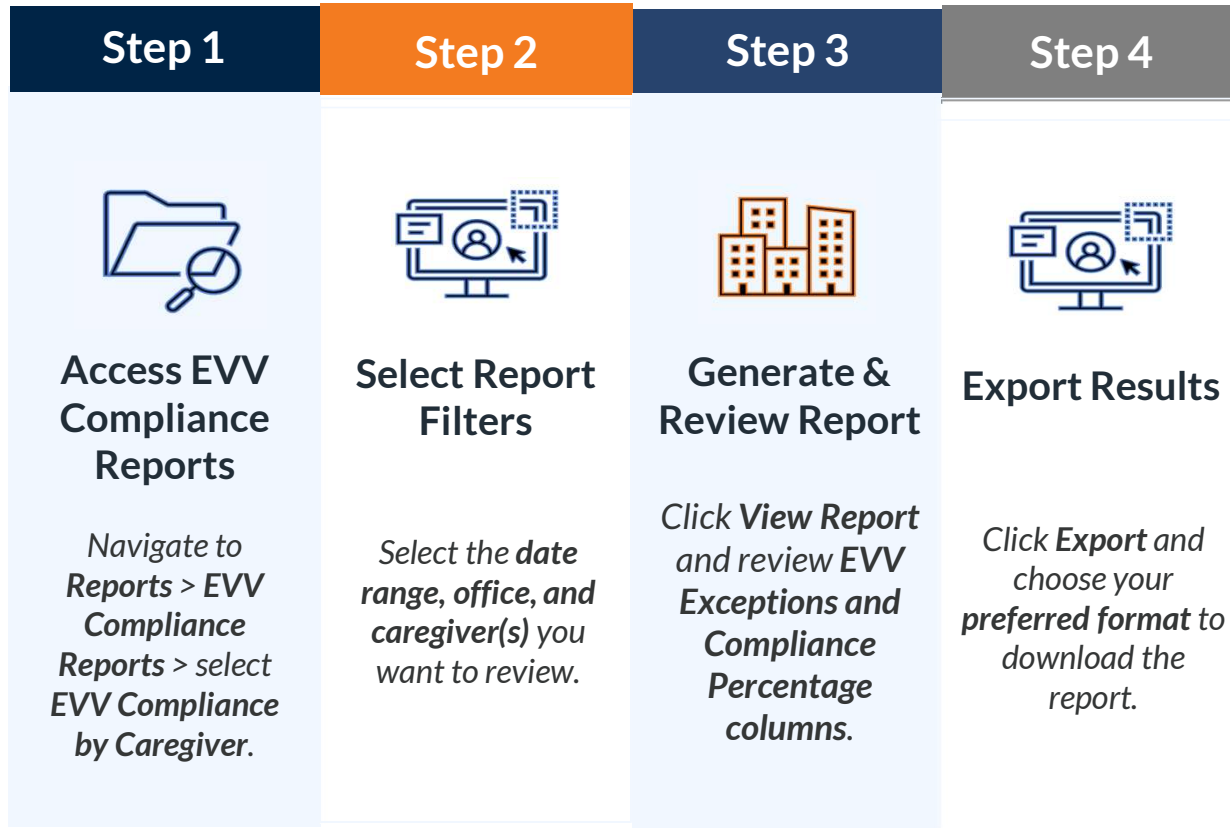 Step 1
Access EVV
Compliance
Reports
Navigate to
Reports > EVV
Compliance
Reports > select
EVV Compliance
by Caregiver.
Step 2
Select Report
Filters
Select the date
range, office, and
caregiver(s) you
want to review.
Step 3
Generate &
Review Report
Click View Report
and review EVV
Exceptions and
Compliance
Percentage
columns.
Step 4
Export Results
Click Export and
choose your
preferred format to
download the
report.